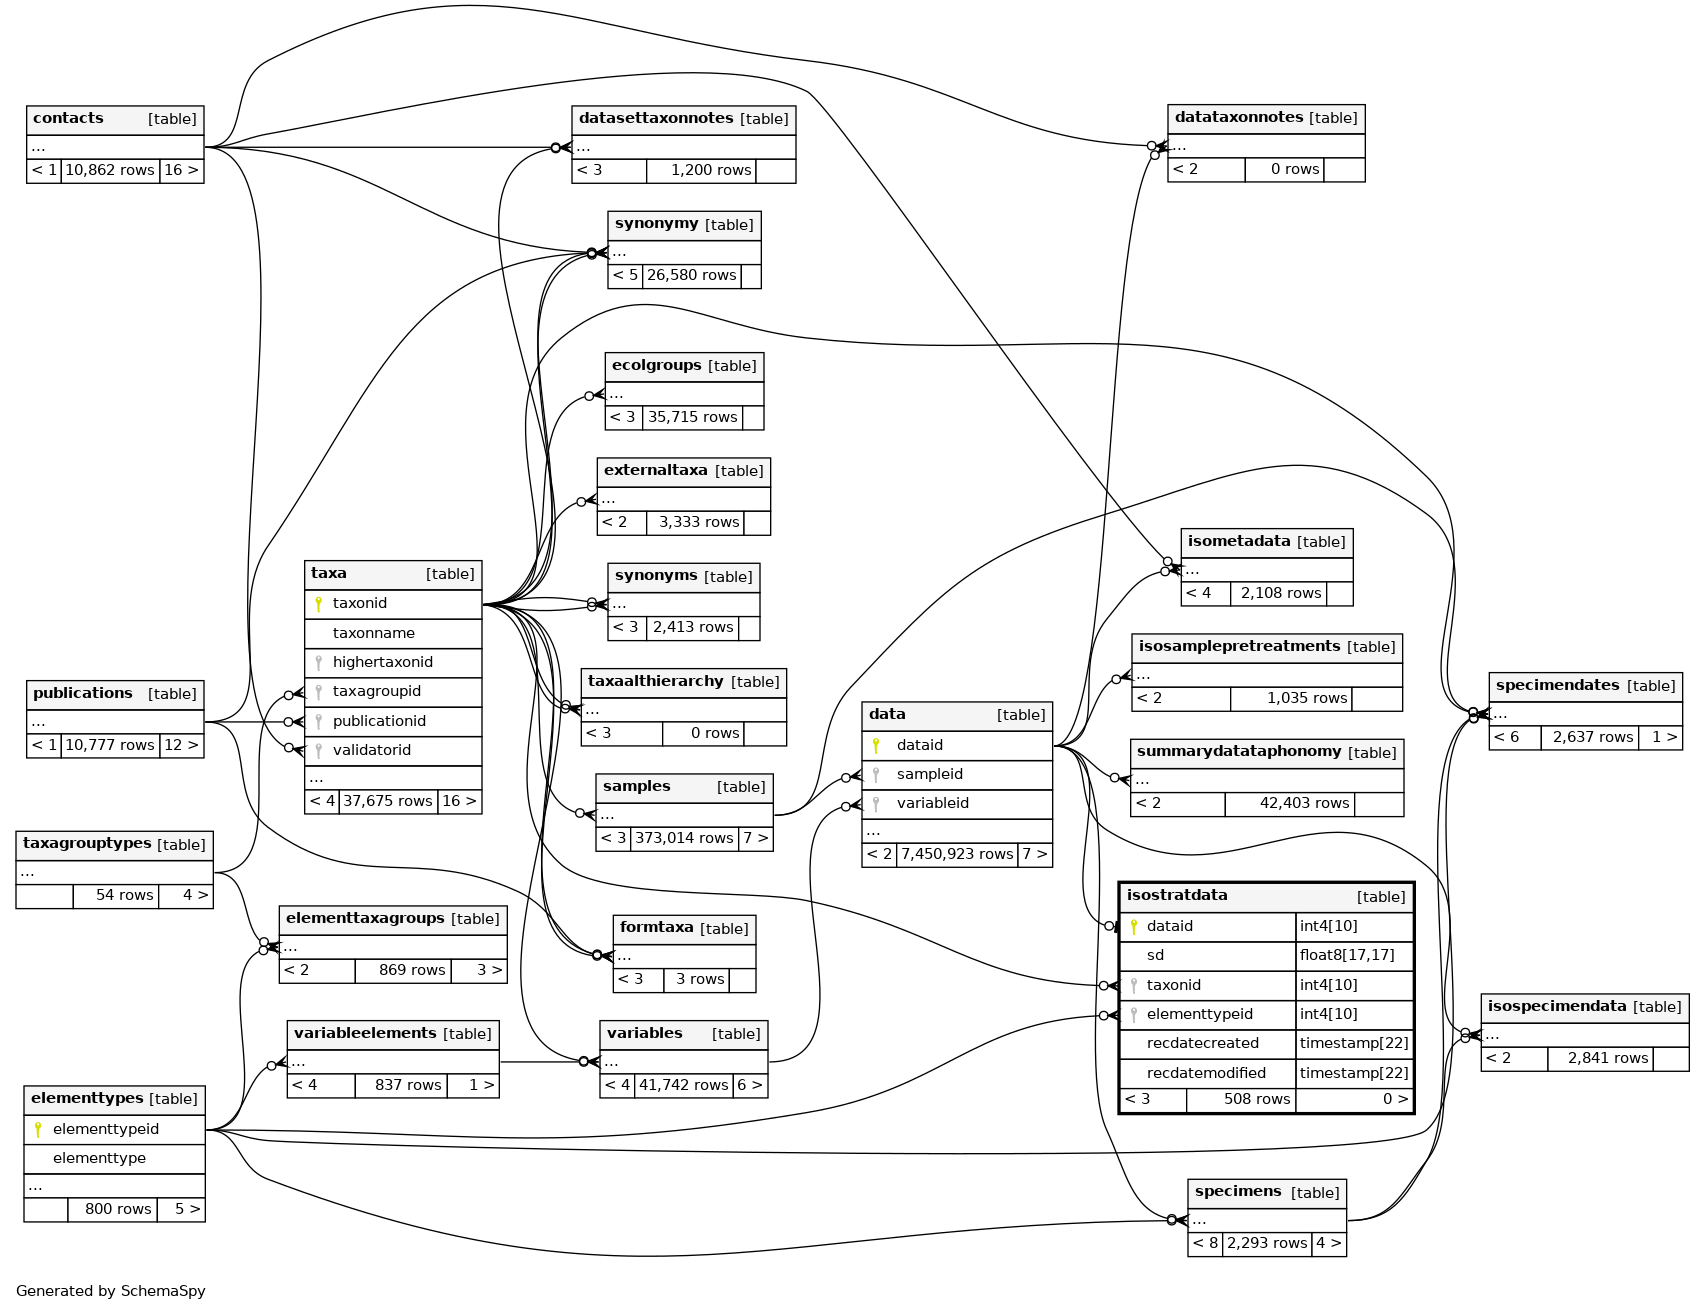 contacts [table]
...
< 1 10,862 rows 16 >
datasettaxonnotes [table]
...
< 3 1,200 rows
datataxonnotes [table]
...
< 2 0 rows
synonymy [table]
...
< 5 26,580 rows
ecolgroups [table]
...
< 3 35,715 rows
externaltaxa [table]
...
< 2 3,333 rows
isometadata [table]
...
< 4 2,108 rows
taxa [table]
taxonid
taxonname
highertaxonid
taxagroupid
publicationid
validatorid
...
< 4 37,675 rows 16 >
synonyms [table]
...
< 3 2,413 rows
isosamplepretreatments [table]
...
< 2 1,035 rows
publications [table]
...
< 1 10,777 rows 12 >
taxaalthierarchy [table]
...
< 3 0 rows
specimendates [table]
...
< 6 2,637 rows 1 >
data [table]
dataid
sampleid
variableid
...
< 2 7,450,923 rows 7 >
summarydatataphonomy [table]
...
< 2 42,403 rows
samples [table]
...
< 3 373,014 rows 7 >
taxagrouptypes [table]
...
54 rows 4 >
isostratdata [table]
dataid int4[10]
sd float8[17,17]
taxonid int4[10]
elementtypeid int4[10]
recdatecreated timestamp[22]
recdatemodified timestamp[22]
< 3 508 rows 0 >
elementtaxagroups [table]
...
< 2 869 rows 3 >
formtaxa [table]
...
< 3 3 rows
isospecimendata [table]
...
< 2 2,841 rows
variableelements [table]
...
< 4 837 rows 1 >
variables [table]
...
< 4 41,742 rows 6 >
elementtypes [table]
elementtypeid
elementtype
...
800 rows 5 >
specimens [table]
...
< 8 2,293 rows 4 >
Generated by SchemaSpy